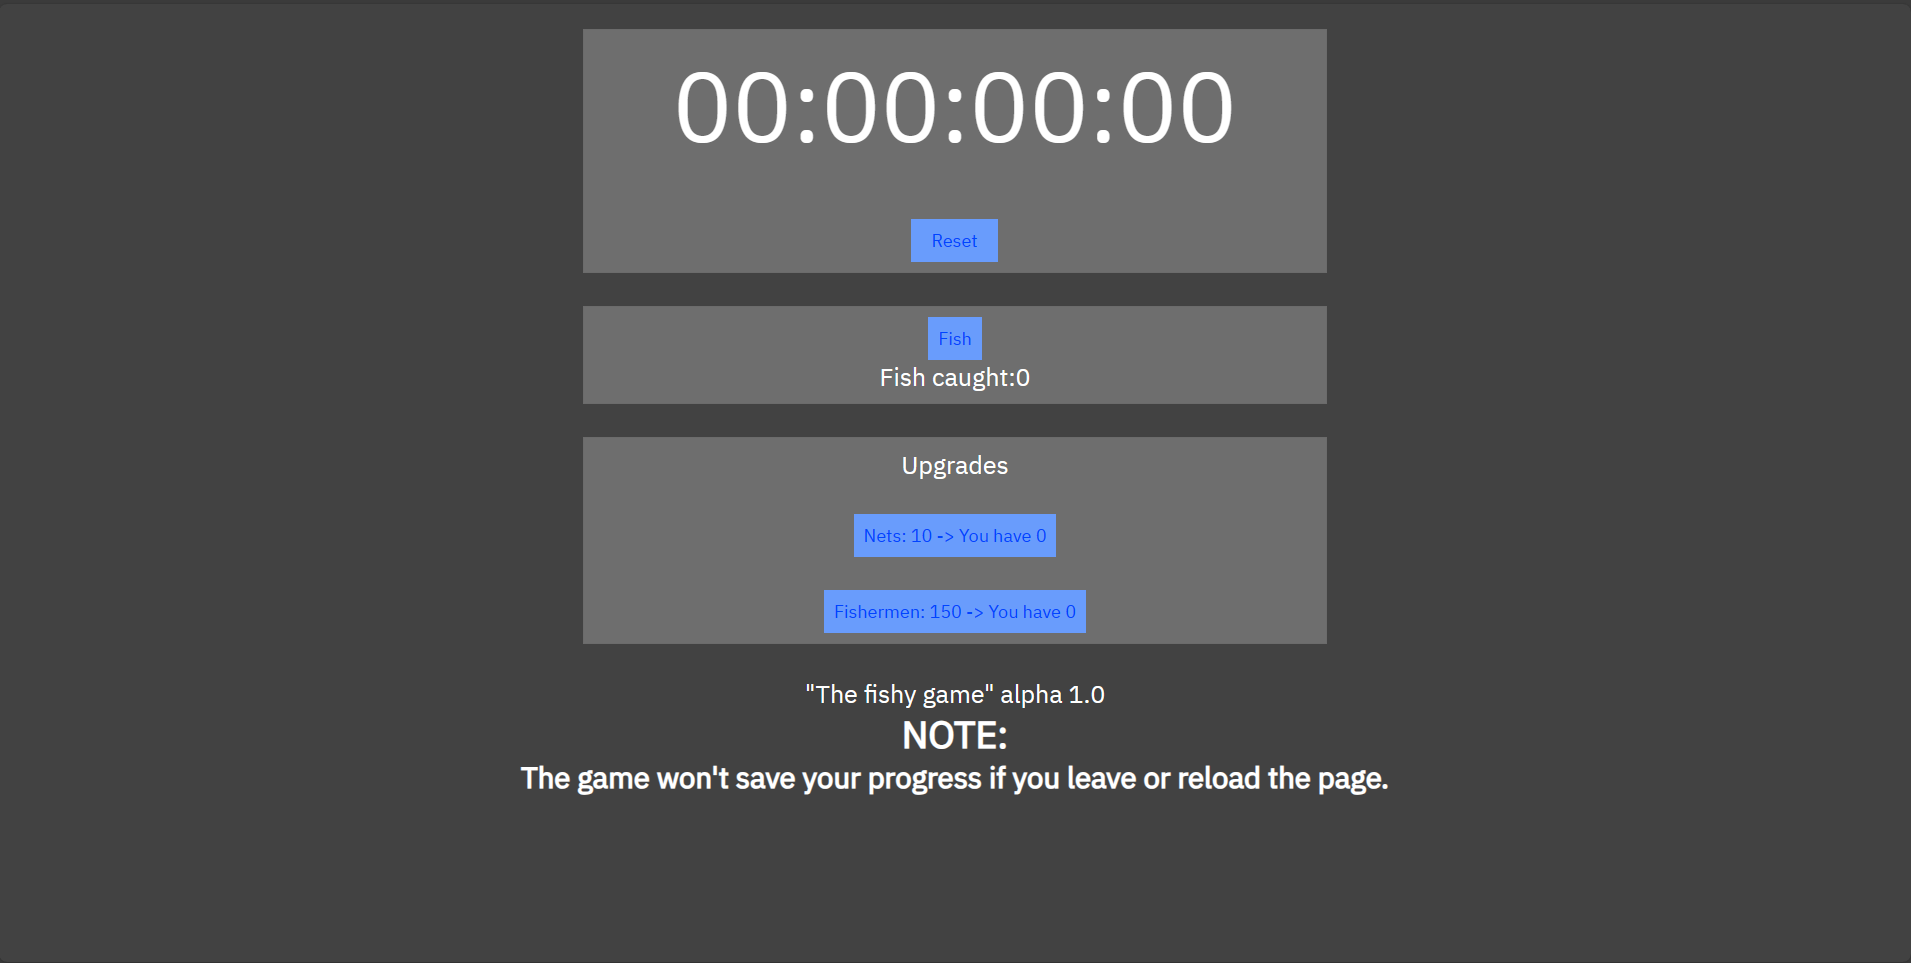 00:00:00:00
Reset
Fish
Fish caught:0
Upgrades
Nets: 10 -> You have 0
Fishermen: 150 -> You have 0
"The fishy game" alpha 1.0
NOTE:
The game won't save your progress if you leave or reload the page.